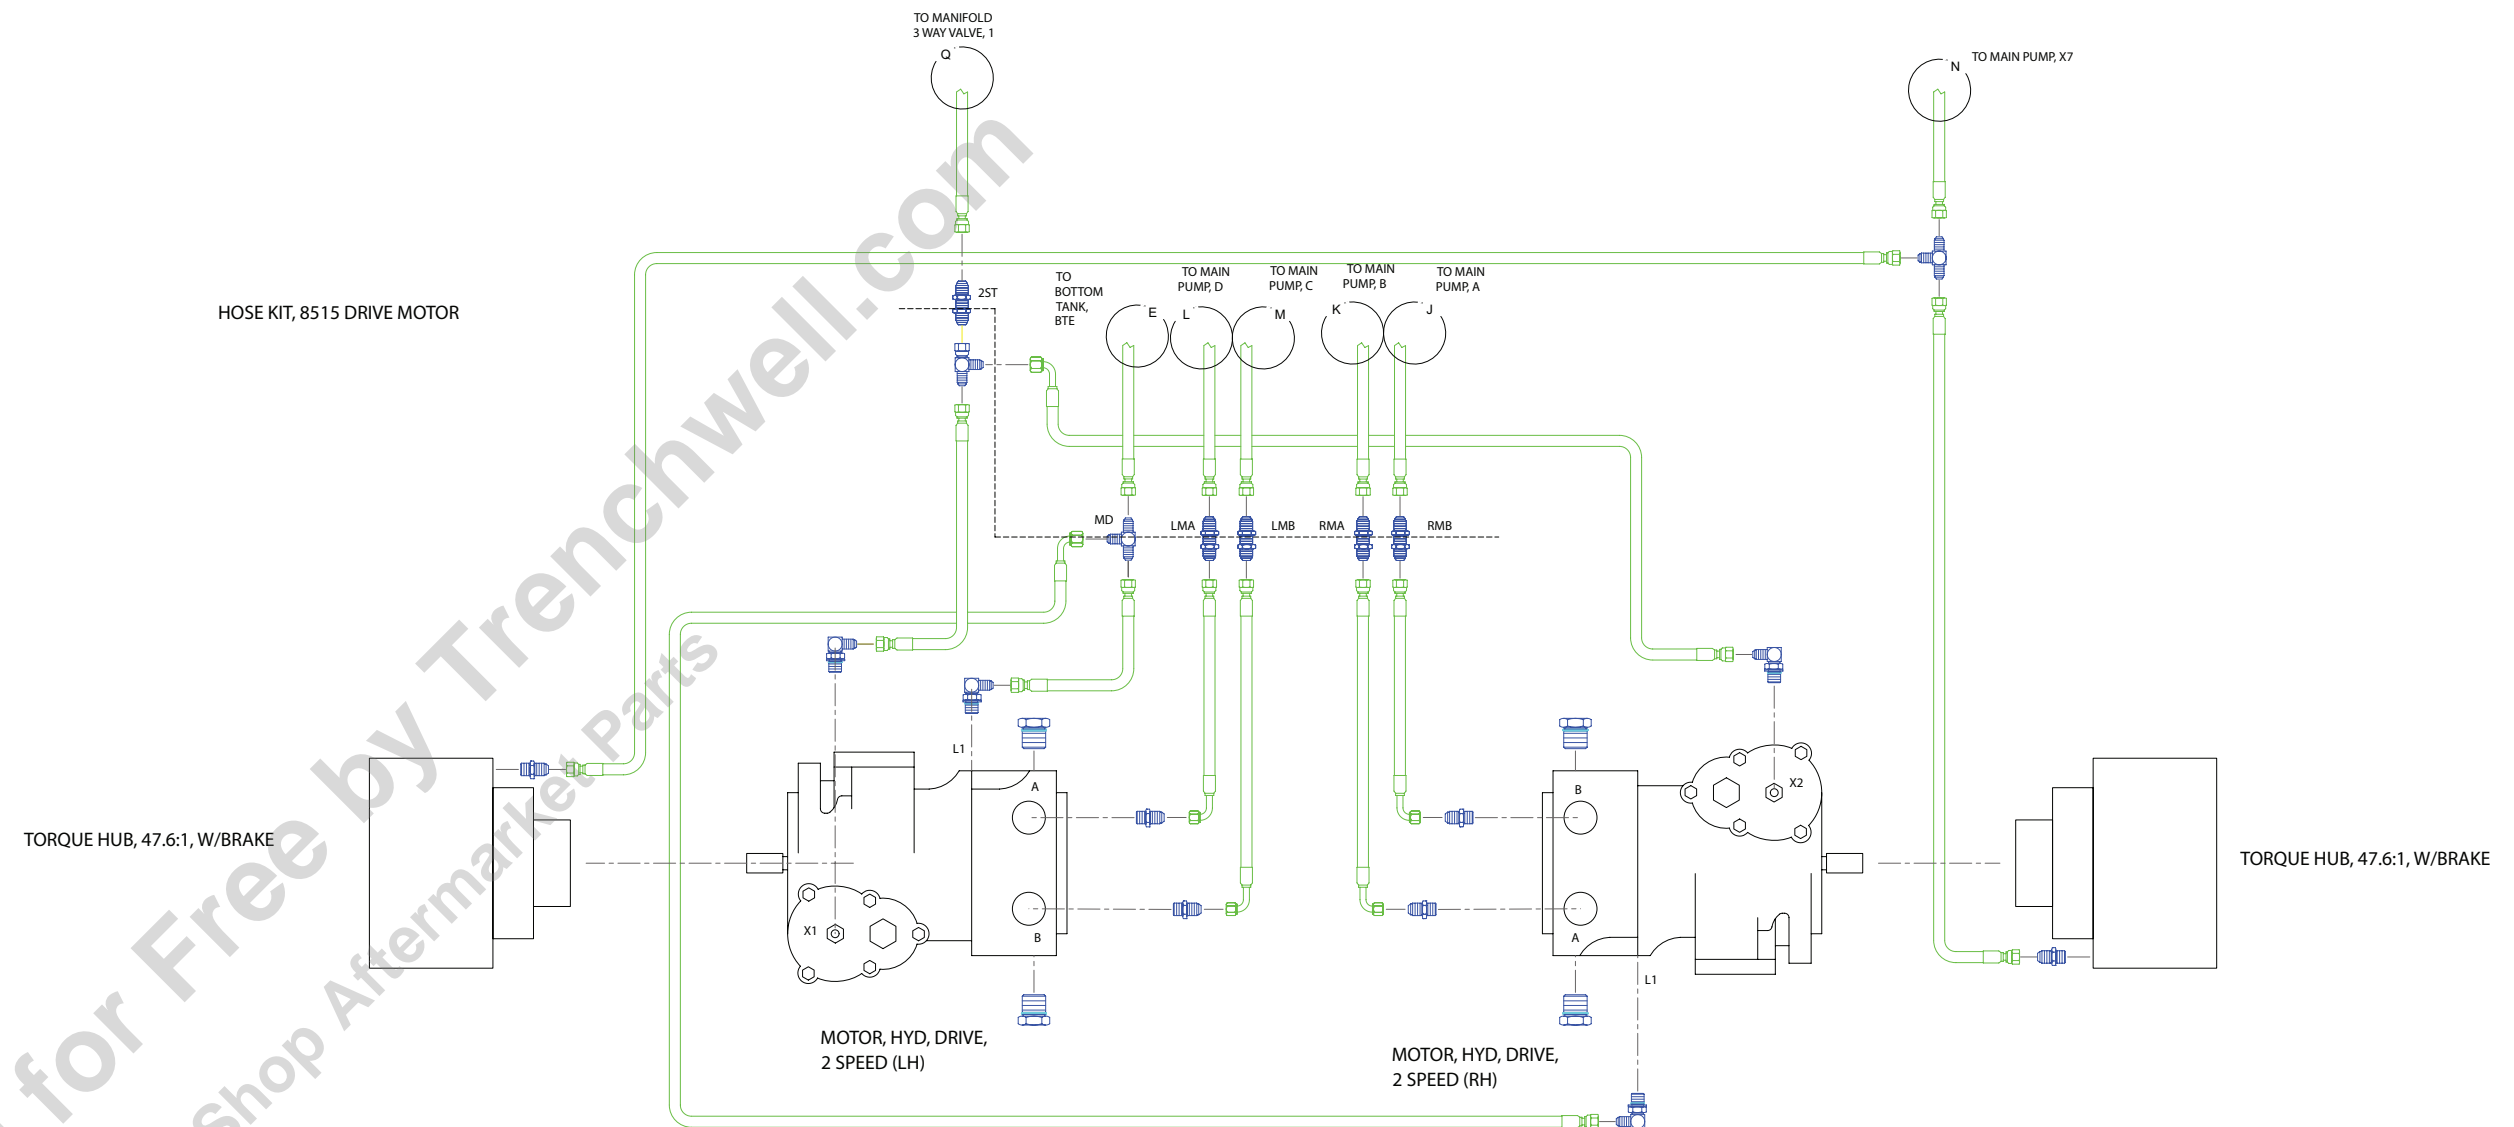 TO MANIFOLD
3 WAY VALVE, 1
Q
N
TO MAIN PUMP, X7
HOSE KIT, 8515 DRIVE MOTOR
2ST
TO
BOTTOM
TANK,
BTE
E
TO MAIN
PUMP, D
L
TO MAIN
PUMP, C
M
TO MAIN
PUMP, B
K
TO MAIN
PUMP, A
J
MD
LMA
LMB
RMA
RMB
L1
A
B
X1
B
A
X2
L1
TORQUE HUB, 47.6:1, W/BRAKE
TORQUE HUB, 47.6:1, W/BRAKE
MOTOR, HYD, DRIVE,
2 SPEED (LH)
MOTOR, HYD, DRIVE,
2 SPEED (RH)
for Free by Trenchwell.com
Shop Aftermarket Parts